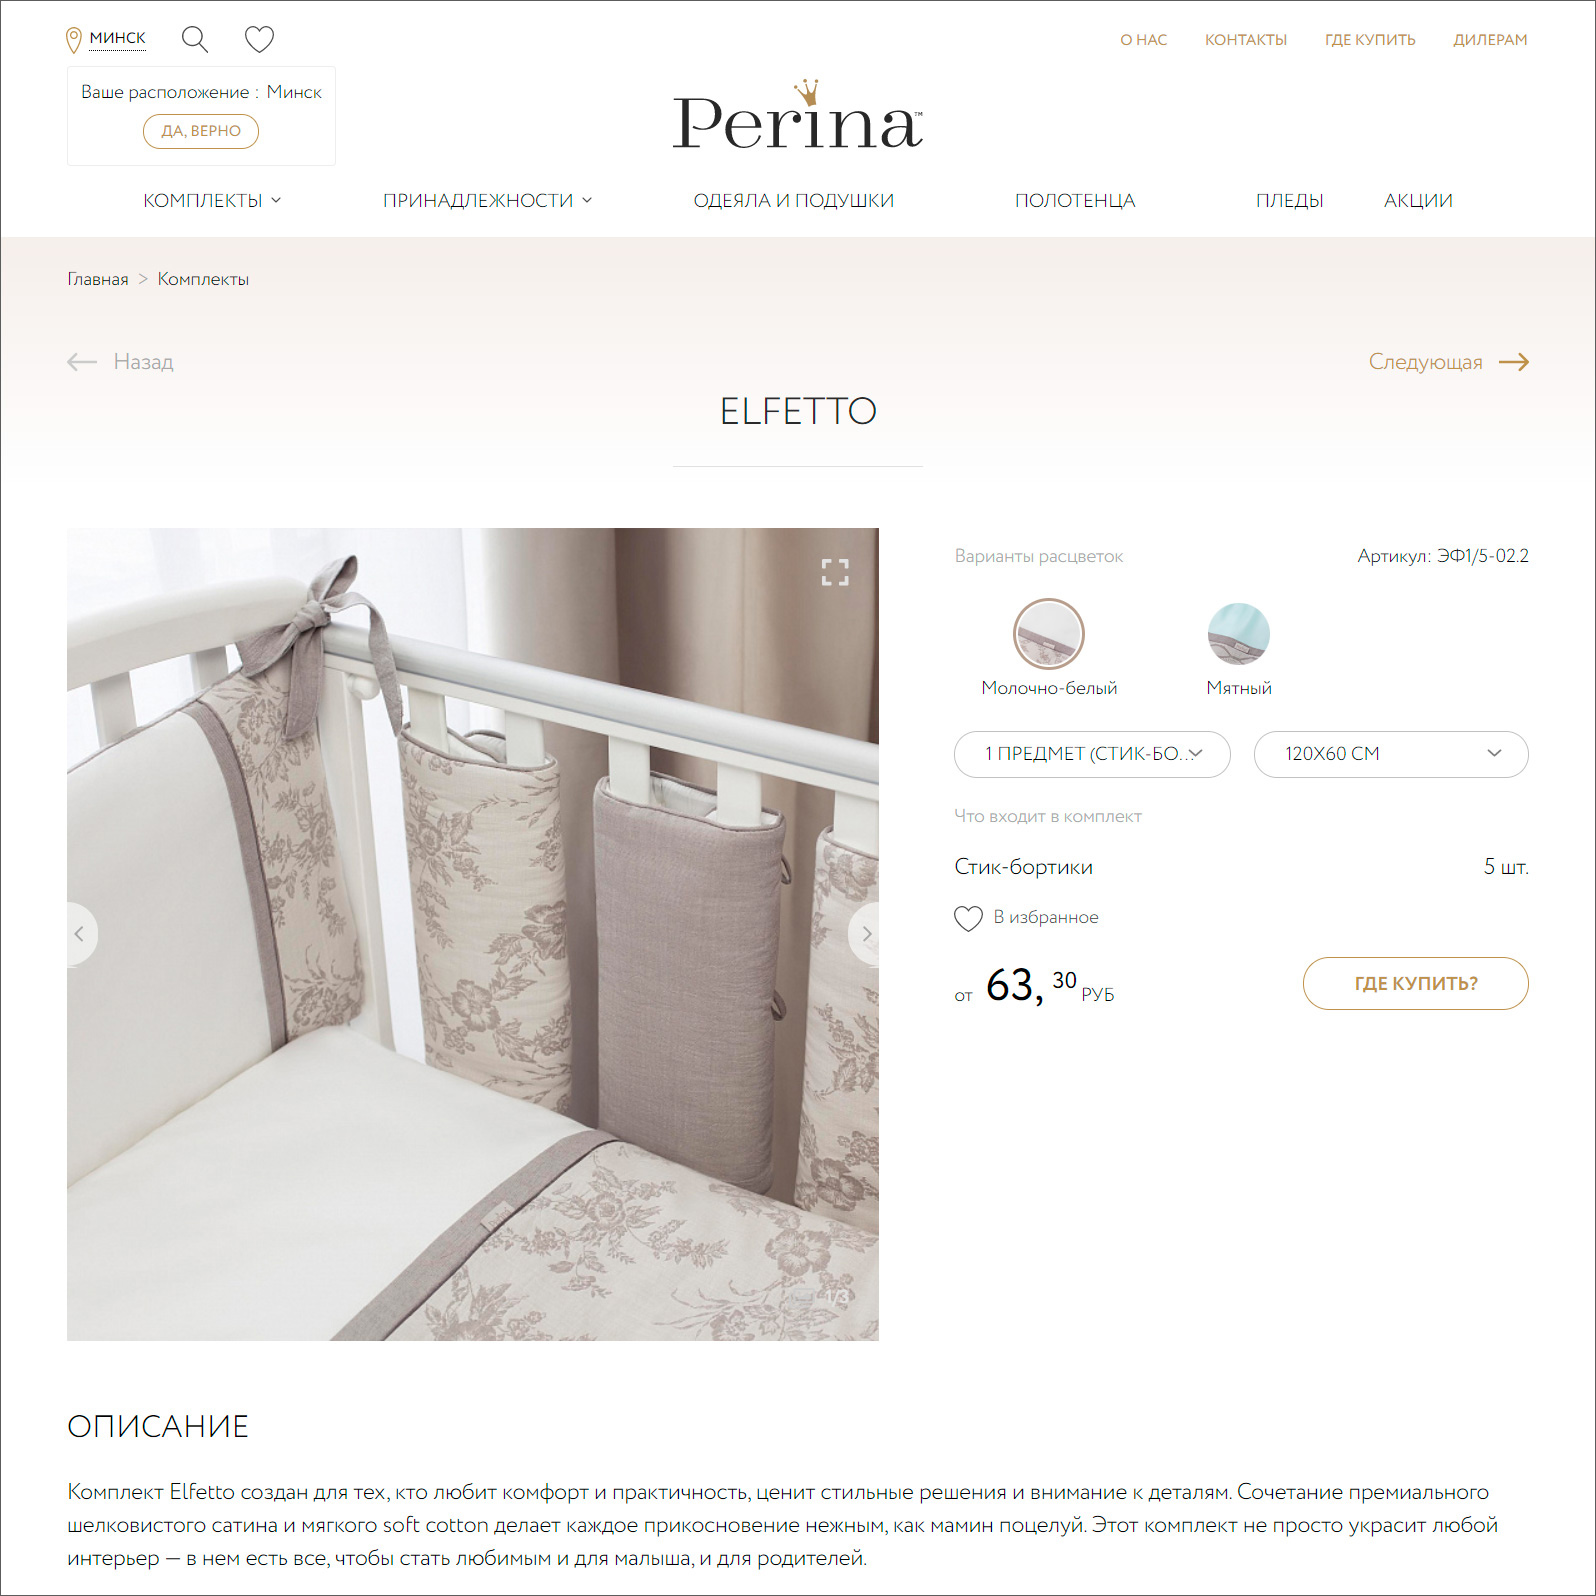 МИНСК
О НАС КОНТАКТЫ ГДЕ КУПИТЬ ДИЛЕРАМ
Ваше расположение : Минск
ДА, ВЕРНО
Perina™
КОМПЛЕКТЫ ПРИНАДЛЕЖНОСТИ ОДЕЯЛА И ПОДУШКИ ПОЛОТЕНЦА ПЛЕДЫ АКЦИИ
Главная > Комплекты
Назад
Следующая
ELFETTO
Варианты расцветок
Артикул: ЭФ1/5-02.2
Молочно-белый Мятный
1 ПРЕДМЕТ (СТИК-БО... 120Х60 СМ
Что входит в комплект
Стик-бортики 5 шт.
В избранное
от 63, 30 РУБ
ГДЕ КУПИТЬ?
1/3
ОПИСАНИЕ
Комплект Elfetto создан для тех, кто любит комфорт и практичность, ценит стильные решения и внимание к деталям. Сочетание премиального
шелковистого сатина и мягкого soft cotton делает каждое прикосновение нежным, как мамин поцелуй. Этот комплект не просто украсит любой
интерьер — в нем есть все, чтобы стать любимым и для малыша, и для родителей.